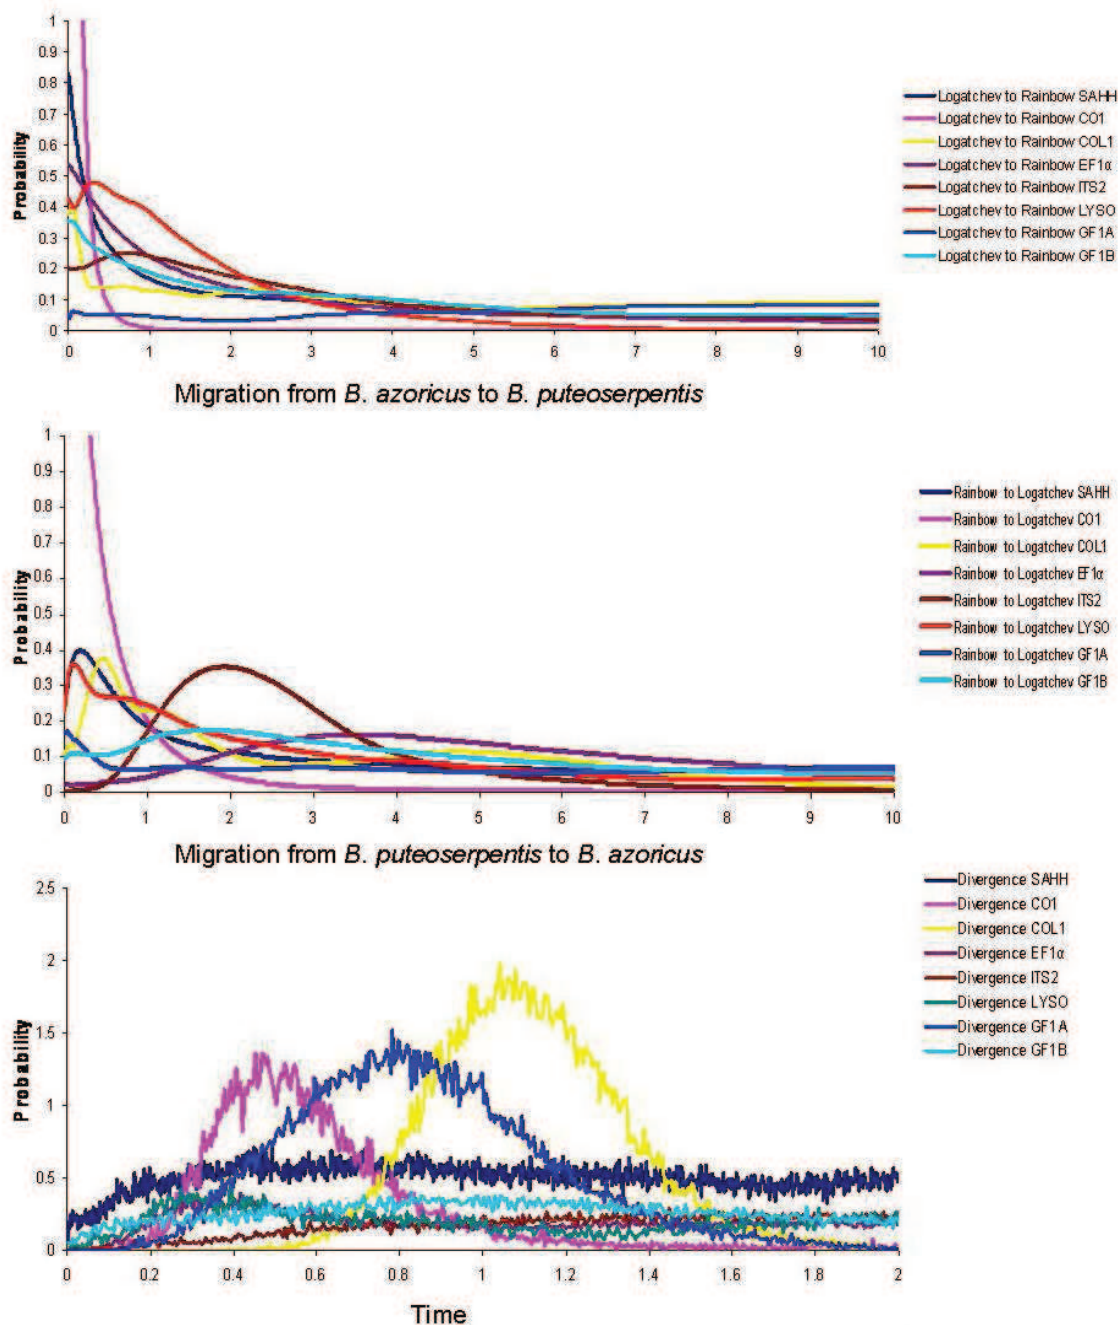 1
0.9
0.8
0.7
0.6
0.5
0.4
0.3
0.2
0.1
0
Probability
0 1 2 3 4 5 6 7 8 9 10
Logatchev to Rainbow SAHH
Logatchev to Rainbow CO1
Logatchev to Rainbow COL1
Logatchev to Rainbow EF1α
Logatchev to Rainbow ITS2
Logatchev to Rainbow LYSO
Logatchev to Rainbow GF1A
Logatchev to Rainbow GF1B
Migration from B. azoricus to B. puteoserpentis
1
0.9
0.8
0.7
0.6
0.5
0.4
0.3
0.2
0.1
0
Probability
0 1 2 3 4 5 6 7 8 9 10
Rainbow to Logatchev SAHH
Rainbow to Logatchev CO1
Rainbow to Logatchev COL1
Rainbow to Logatchev EF1α
Rainbow to Logatchev ITS2
Rainbow to Logatchev LYSO
Rainbow to Logatchev GF1A
Rainbow to Logatchev GF1B
Migration from B. puteoserpentis to B. azoricus
2.5
2
1.5
1
0.5
0
Probability
0 0.2 0.4 0.6 0.8 1 1.2 1.4 1.6 1.8 2
Divergence SAHH
Divergence CO1
Divergence COL1
Divergence EF1α
Divergence ITS2
Divergence LYSO
Divergence GF1A
Divergence GF1B
Time